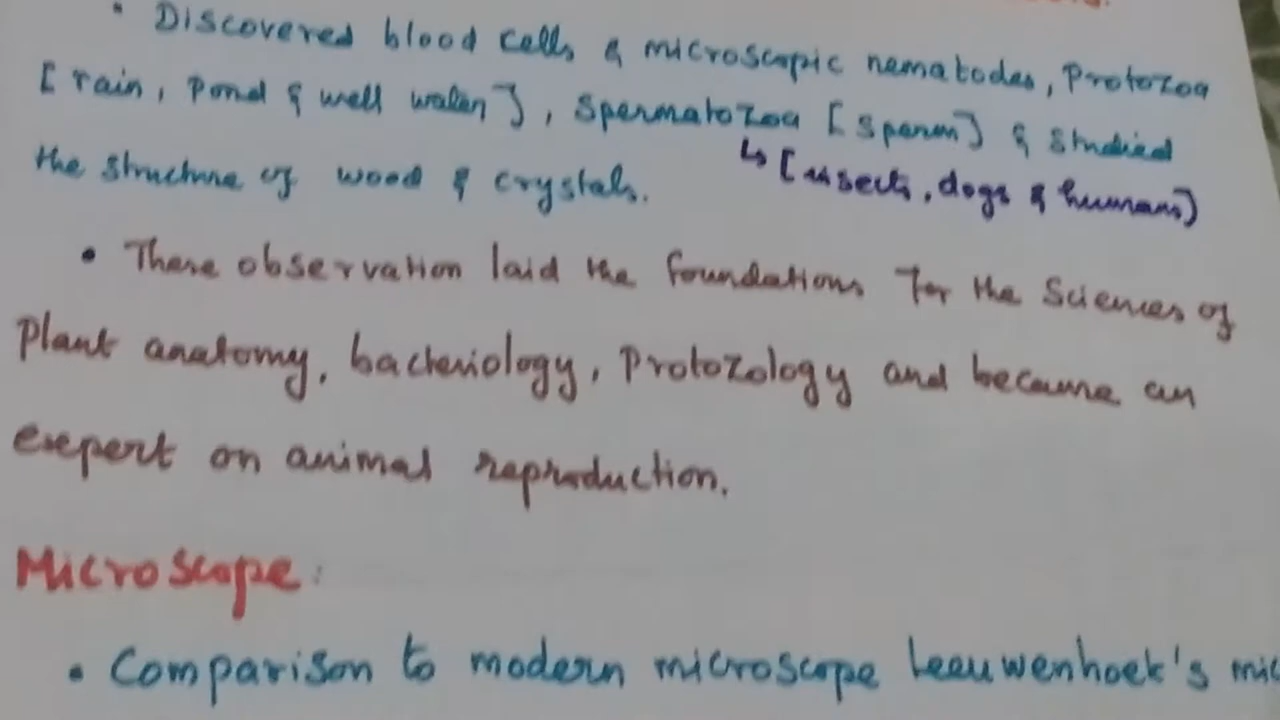 • Discovered blood cells & microscopic nematodes, Protozoa
[rain, Pond & well water], Spermatozoa [sperm] & studied
↳ [insects, dogs & humans]
the structure of wood & crystals.
• These observation laid the foundations for the Sciences of
Plant anatomy, bacteriology, Protozology and became an
expert on animal reproduction.
Microscope:
• Comparison to modern microscope Leeuwenhoek's mic